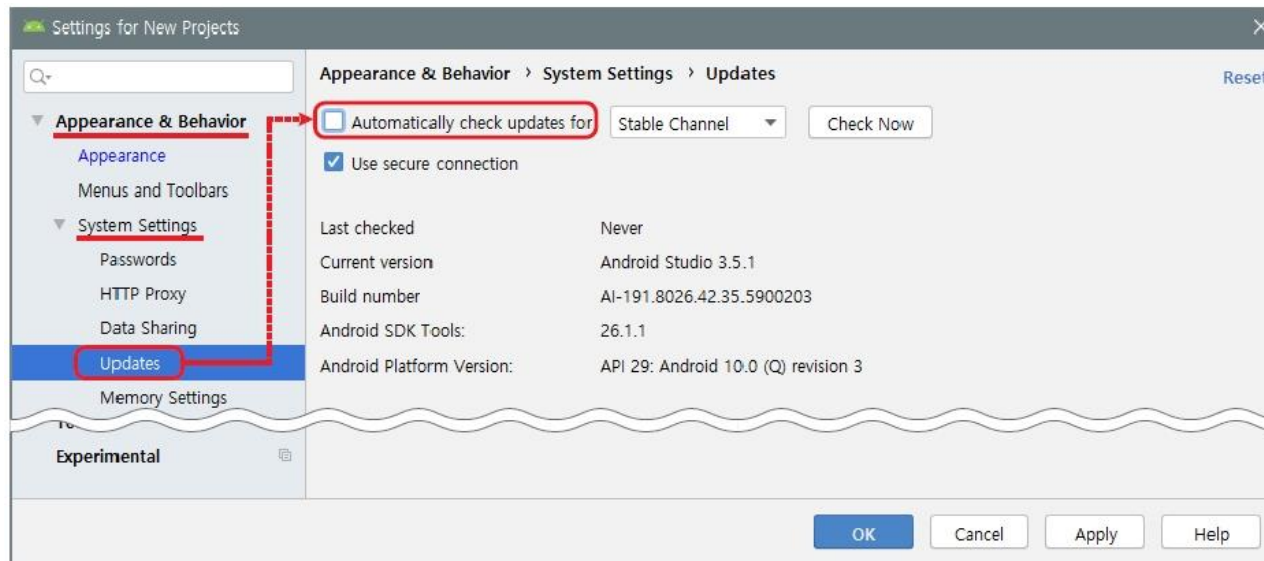 Settings for New Projects
Appearance & Behavior
Appearance
Menus and Toolbars
System Settings
Passwords
HTTP Proxy
Data Sharing
Updates
Memory Settings
Experimental
Appearance & Behavior › System Settings › Updates
Reset
Automatically check updates for Stable Channel Check Now
Use secure connection
Last checked Never
Current version Android Studio 3.5.1
Build number AI-191.8026.42.35.5900203
Android SDK Tools: 26.1.1
Android Platform Version: API 29: Android 10.0 (Q) revision 3
OK Cancel Apply Help